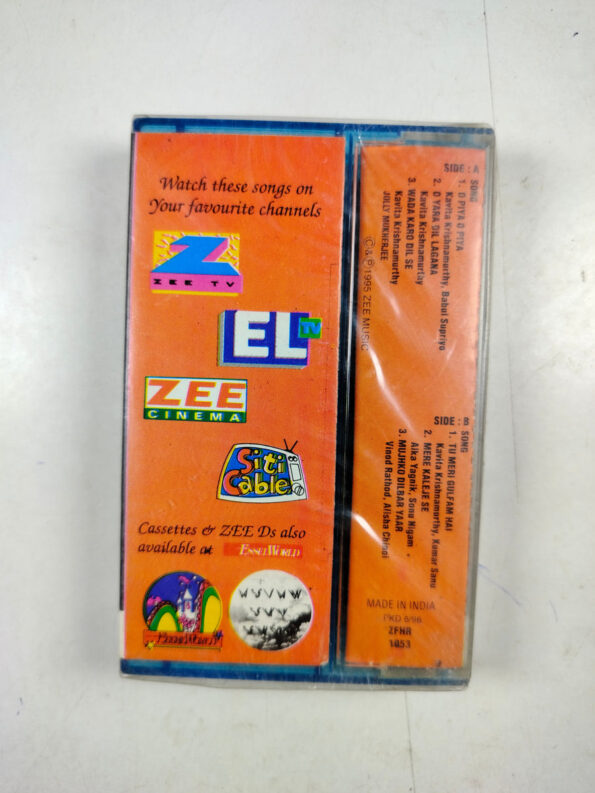 Watch these songs on
Your favourite channels
Z
ZEE TV
EL TV
ZEE
CINEMA
Siti
Cable
Cassettes & ZEE Ds also
available at ESSELWORLD
SIDE : A
SONG
1. O PIYA O PIYA
Kavita Krishnamurthy, Babul Supriyo
2. O YARA DIL LAGANA
Kavita Krishnamurthy
3. WADA KARO DIL SE
Kavita Krishnamurthy
JOLLY MUKHERJEE
© & ℗ 1995 ZEE MUSIC
SIDE : B
SONG
1. TU MERI GULFAM HAI
Kavita Krishnamurthy, Kumar Sanu
2. MERE KALEJE SE
Alka Yagnik, Sonu Nigam
3. MUJHKO DILBAR YAAR
Vinod Rathod, Alisha Chinoi
MADE IN INDIA
PKD 6/96
ZFHR
1053